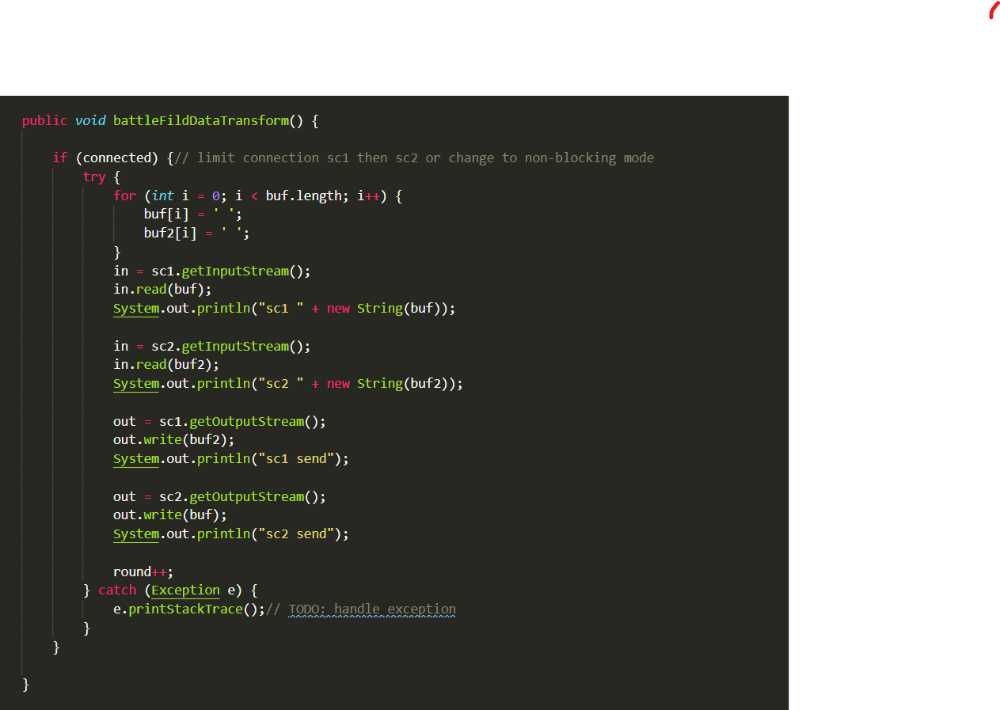 public void battleFildDataTransform() {
if (connected) {// limit connection sc1 then sc2 or change to non-blocking mode
try {
for (int i = 0; i < buf.length; i++) {
buf[i] = ' ';
buf2[i] = ' ';
}
in = sc1.getInputStream();
in.read(buf);
System.out.println("sc1 " + new String(buf));
in = sc2.getInputStream();
in.read(buf2);
System.out.println("sc2 " + new String(buf2));
out = sc1.getOutputStream();
out.write(buf2);
System.out.println("sc1 send");
out = sc2.getOutputStream();
out.write(buf);
System.out.println("sc2 send");
round++;
} catch (Exception e) {
e.printStackTrace();// TODO: handle exception
}
}
}